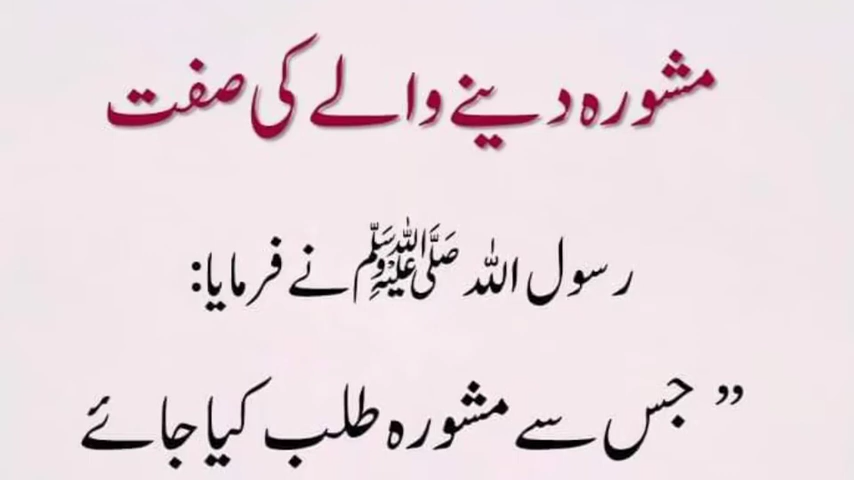 مشورہ دینے والے کی صفت
رسول اللہ ﷺ نے فرمایا:
” جس سے مشورہ طلب کیا جائے